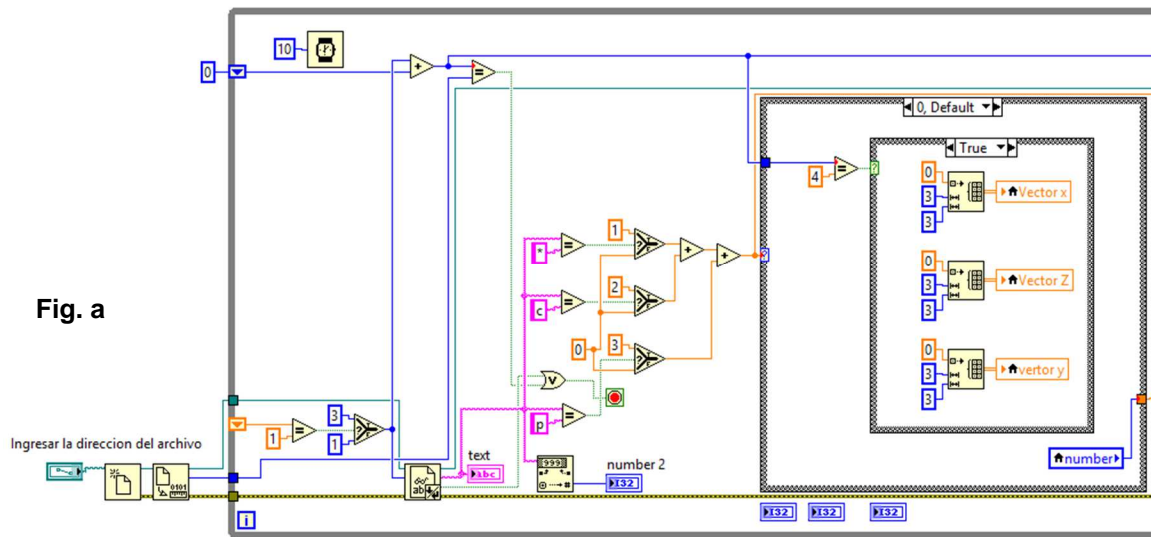 10
0
+
=
0, Default
True
=
4
0
3
3
Vector x
1
*
=
+
+
2
c
=
0
3
3
Vector Z
Fig. a
0
3
0
3
3
vertor y
V
3
1
=
1
p
=
Ingresar la direccion del archivo
text
abc
number 2
I32
number
i
I32
I32
I32